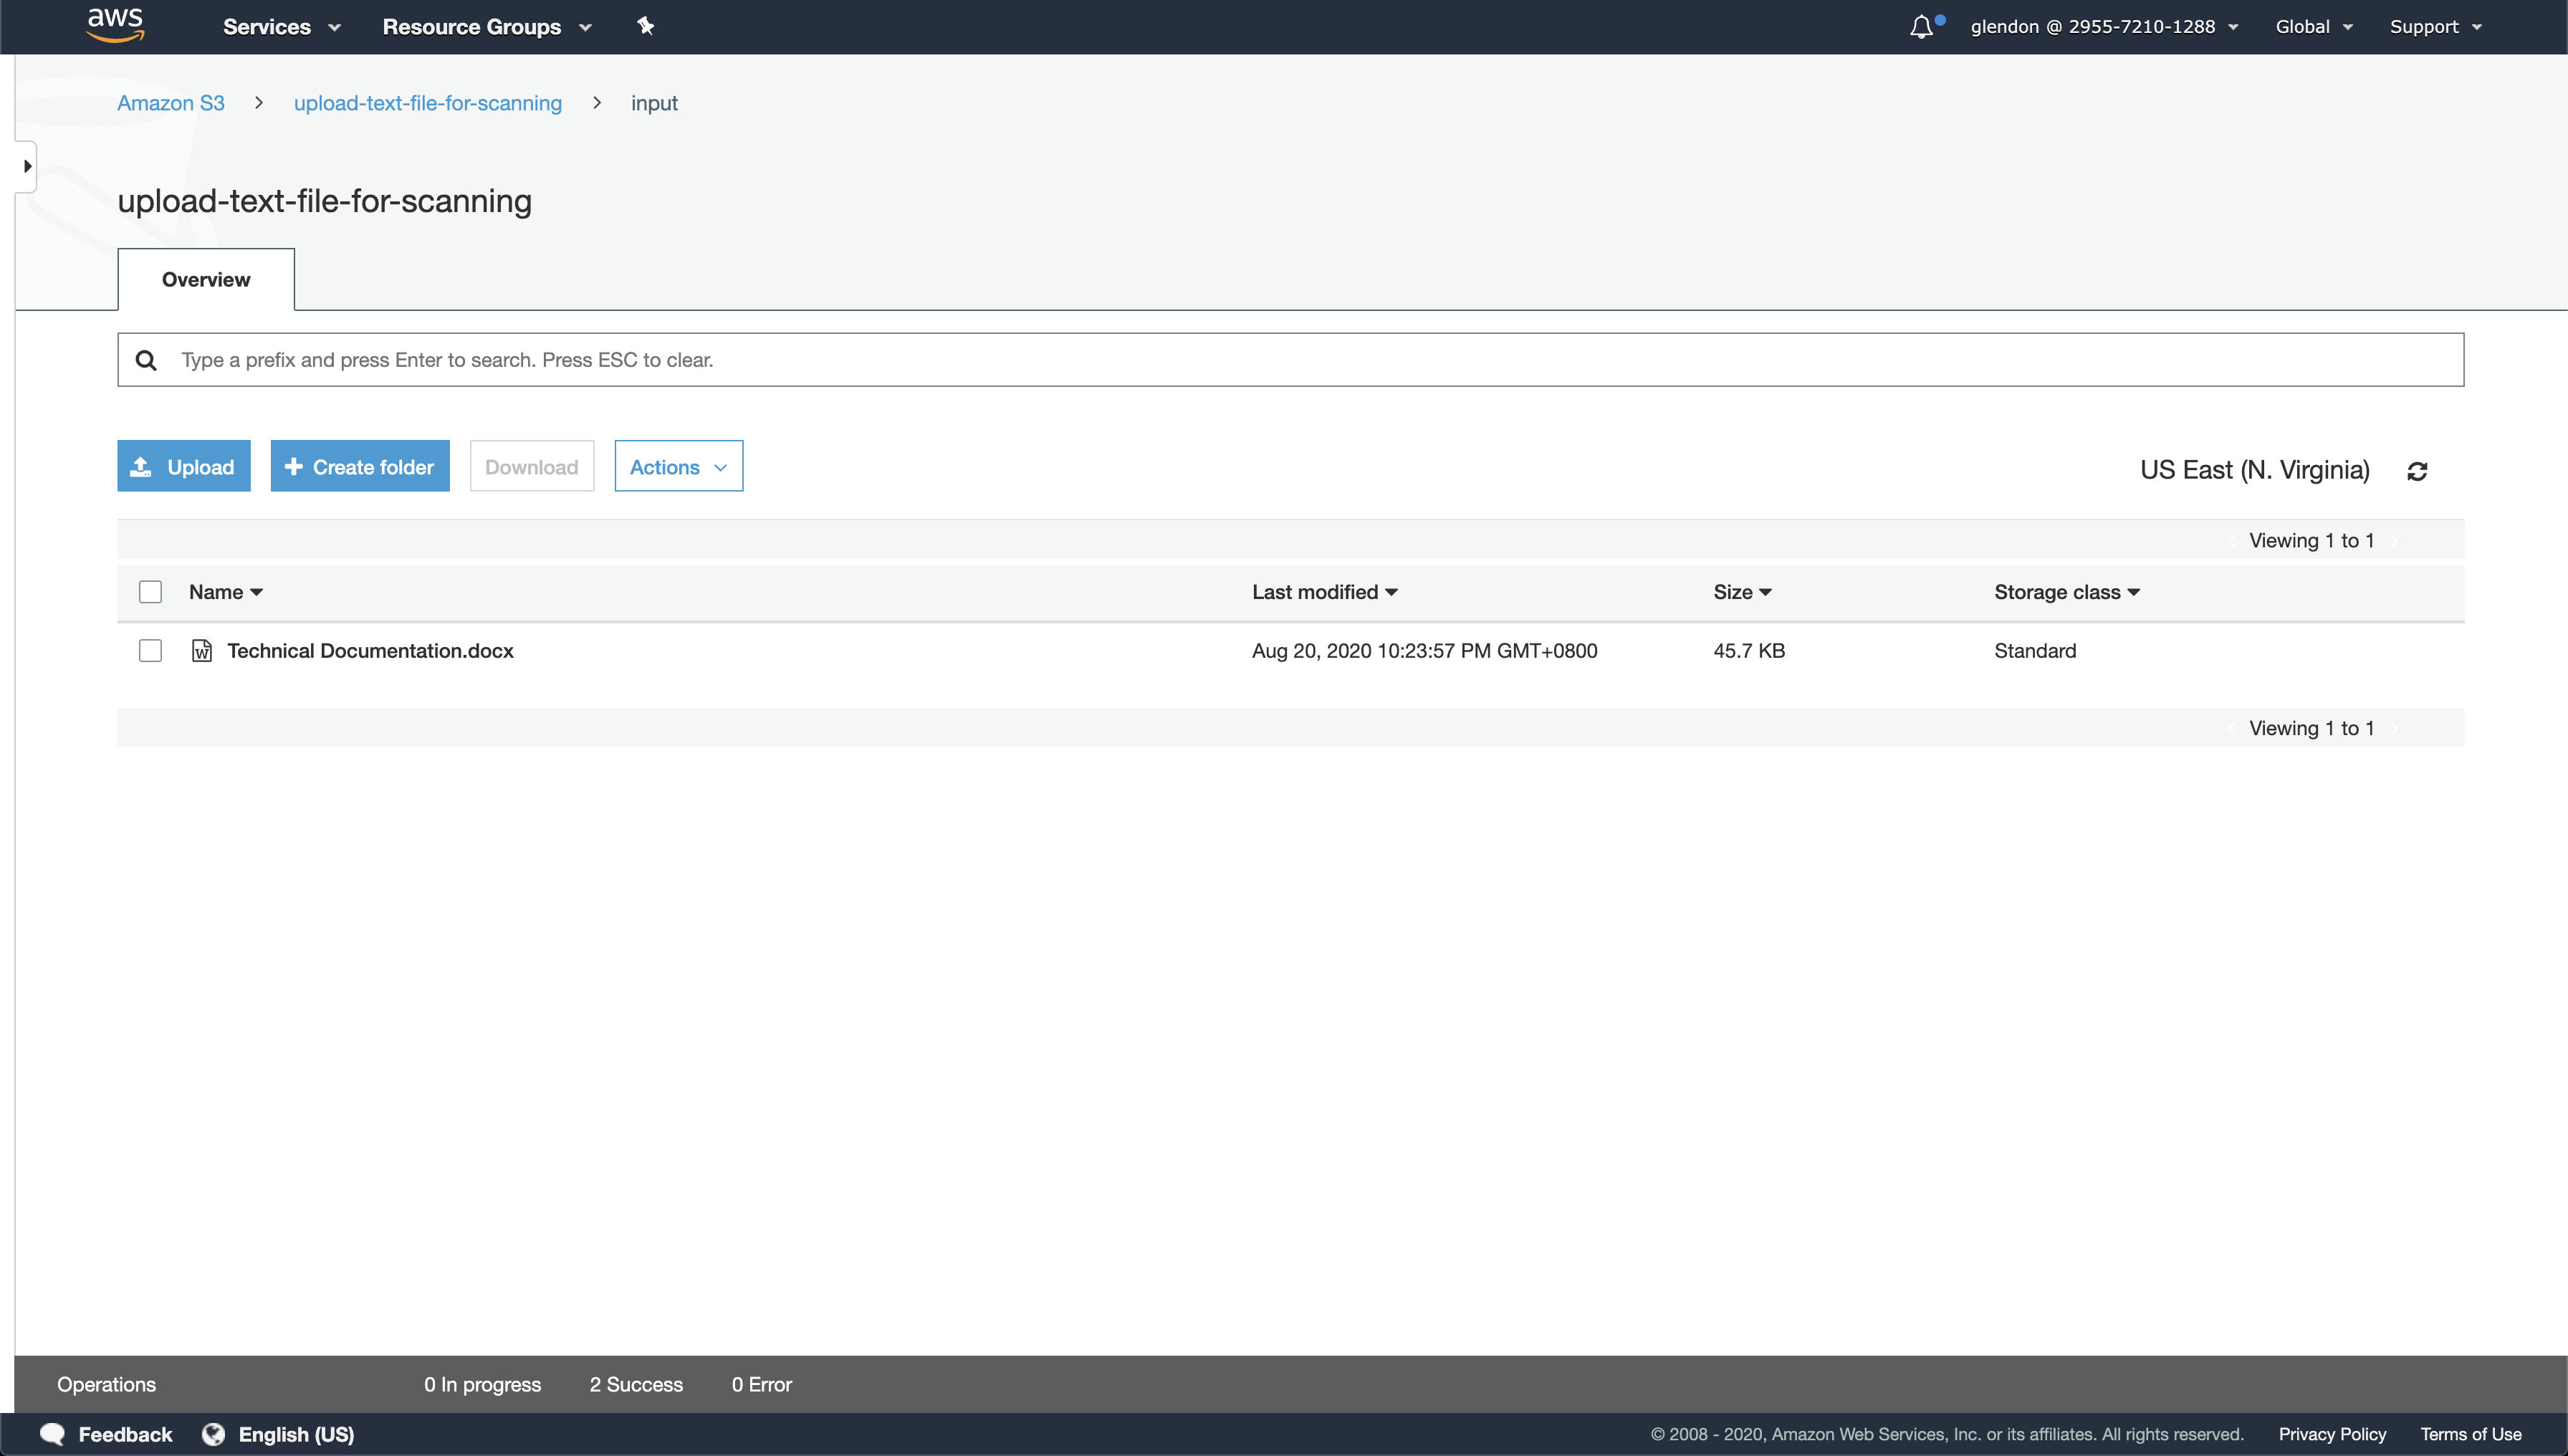 aws Services Resource Groups glendon @ 2955-7210-1288 Global Support
Amazon S3 > upload-text-file-for-scanning > input
upload-text-file-for-scanning
Overview
Type a prefix and press Enter to search. Press ESC to clear.
Upload + Create folder Download Actions US East (N. Virginia)
Viewing 1 to 1
Name Last modified Size Storage class
W Technical Documentation.docx Aug 20, 2020 10:23:57 PM GMT+0800 45.7 KB Standard
Viewing 1 to 1
Operations 0 In progress 2 Success 0 Error
Feedback English (US) © 2008 - 2020, Amazon Web Services, Inc. or its affiliates. All rights reserved. Privacy Policy Terms of Use